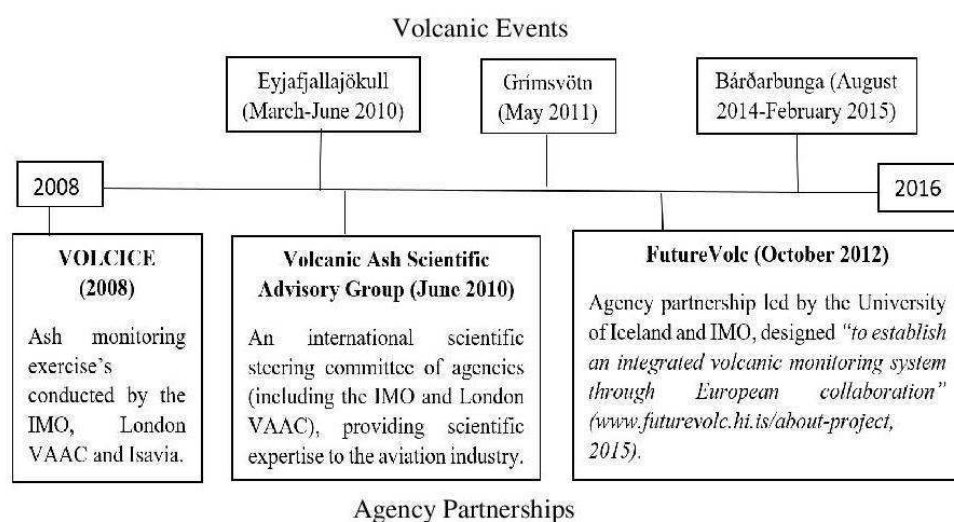 Volcanic Events
Eyjafjallajökull
(March-June 2010)
Grímsvötn
(May 2011)
Bárðarbunga (August
2014-February 2015)
2008
2016
VOLCICE
(2008)
Ash monitoring
exercise's
conducted by the
IMO, London
VAAC and Isavia.
Volcanic Ash Scientific
Advisory Group (June 2010)
An international scientific
steering committee of agencies
(including the IMO and London
VAAC), providing scientific
expertise to the aviation industry.
FutureVolc (October 2012)
Agency partnership led by the University
of Iceland and IMO, designed "to establish
an integrated volcanic monitoring system
through European collaboration"
(www.futurevolc.hi.is/about-project,
2015).
Agency Partnerships